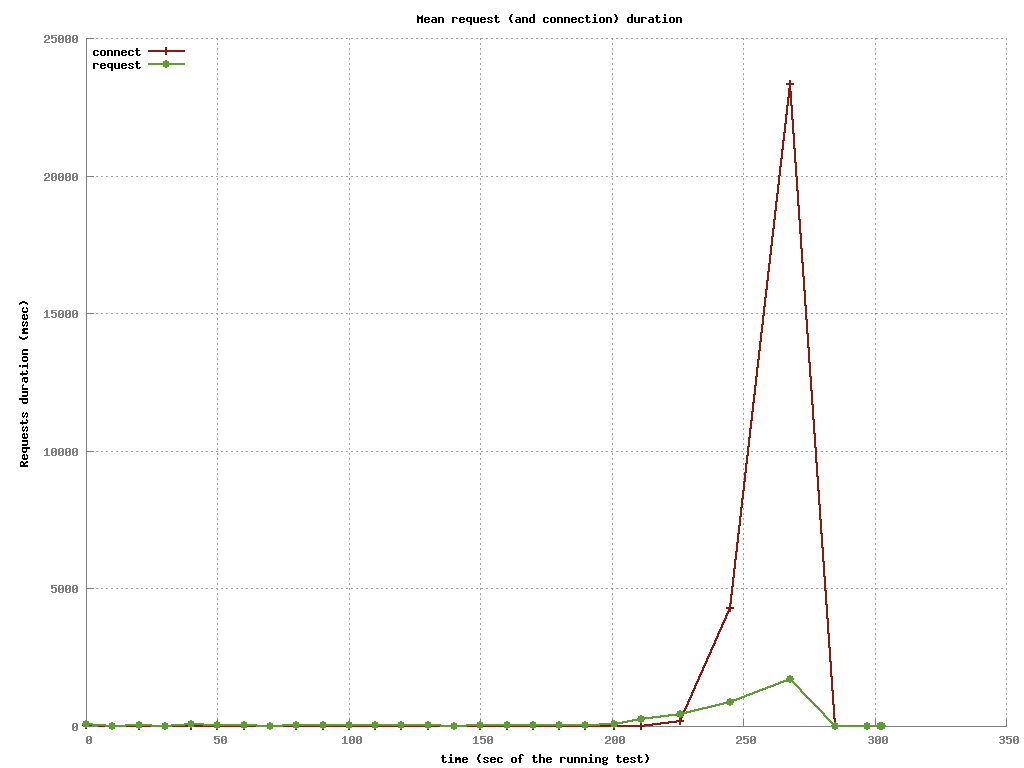 Mean request (and connection) duration
25000
connect
request
20000
15000
10000
5000
0
Requests duration (msec)
0 50 100 150 200 250 300 350
time (sec of the running test)